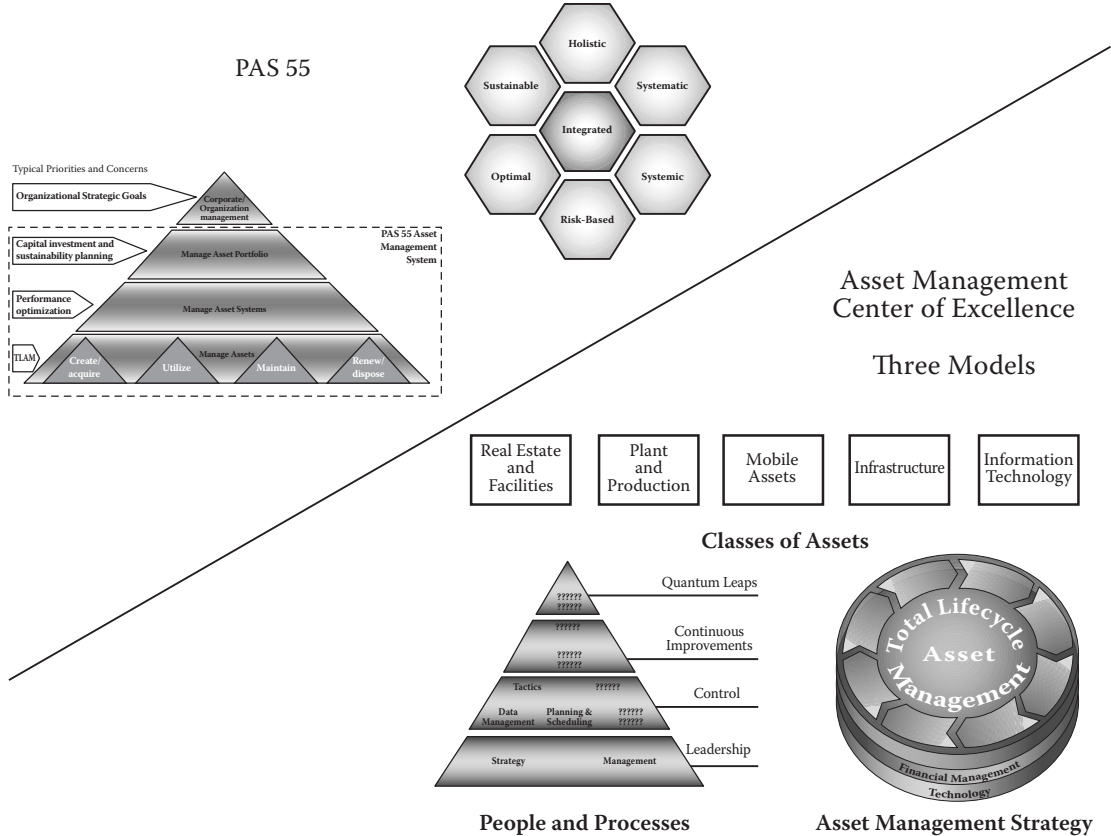 PAS 55
Holistic
Sustainable
Systematic
Integrated
Optimal
Systemic
Risk-Based
Typical Priorities and Concerns
Organizational Strategic Goals
Corporate/
Organization
management
Capital investment and
sustainability planning
Manage Asset Portfolio
PAS 55 Asset
Management
System
Performance
optimization
Manage Asset Systems
TLAM
Manage Assets
Create/
acquire
Utilize
Maintain
Renew/
dispose
Asset Management
Center of Excellence
Three Models
Real Estate
and
Facilities
Plant
and
Production
Mobile
Assets
Infrastructure
Information
Technology
Classes of Assets
??????
??????
Quantum Leaps
??????
??????
??????
Continuous
Improvements
Tactics
??????
Data
Management
Planning &
Scheduling
??????
??????
Control
Strategy
Management
Leadership
People and Processes
Total Lifecycle
Asset
Management
Financial Management
Technology
Asset Management Strategy